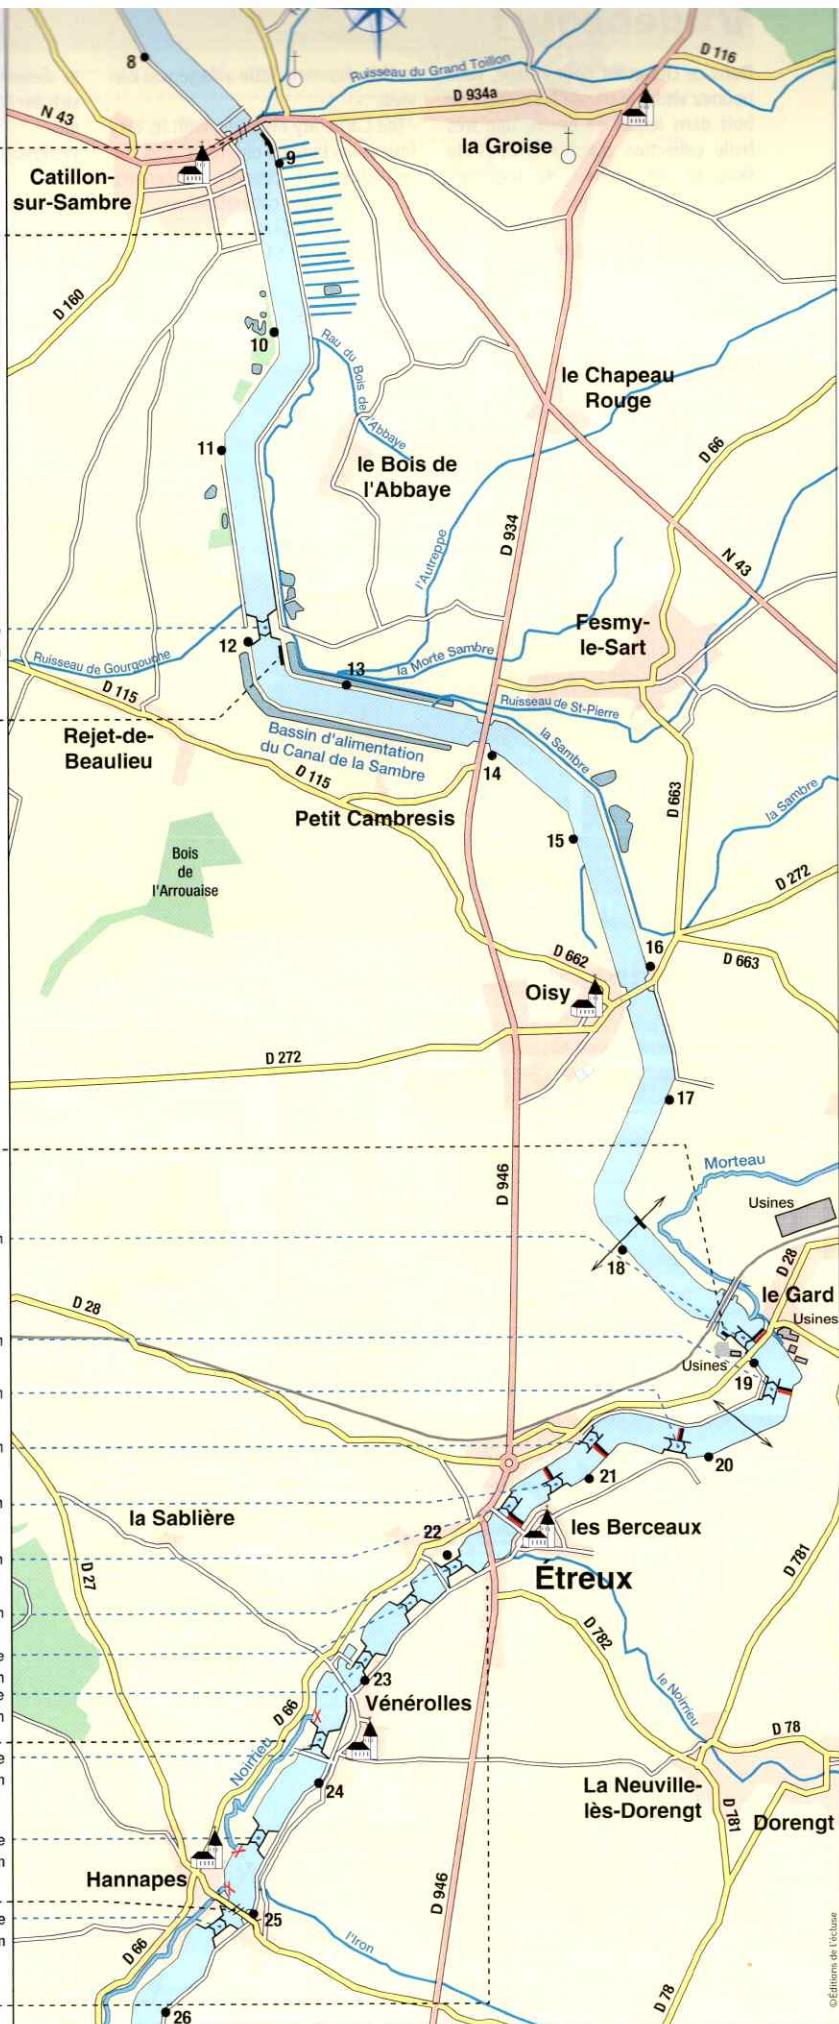 8
Ruisseau du Grand Toillon
D 116
D 934a
N 43
la Groise
9
Catillon-
sur-Sambre
D 160
10
Rau du Bois de l'Abbaye
le Chapeau
Rouge
11
le Bois de
l'Abbaye
D 66
l'Autreppe
D 934
N 43
Fesmy-
le-Sart
12
Ruisseau de Gourgouche
la Morte Sambre
13
D 115
Ruisseau de St-Pierre
Rejet-de-
Beaulieu
Bassin d'alimentation
du Canal de la Sambre
la Sambre
14
D 115
Petit Cambresis
D 663
la Sambre
15
Bois
de
l'Arrouaise
D 272
16
D 662
D 663
Oisy
D 272
17
D 946
Morteau
Usines
18
D 28
le Gard
D 28
Usines
Usines
19
20
21
la Sablière
22
les Berceaux
Étreux
D 27
D 781
D 782
23
Vénérolles
D 66
le Noirrieu
Noirrieu
D 78
24
La Neuville-
lès-Dorengt
D 781
Dorengt
Hannapes
D 946
25
D 66
l'Iron
D 78
26
©Éditions de l'écluse